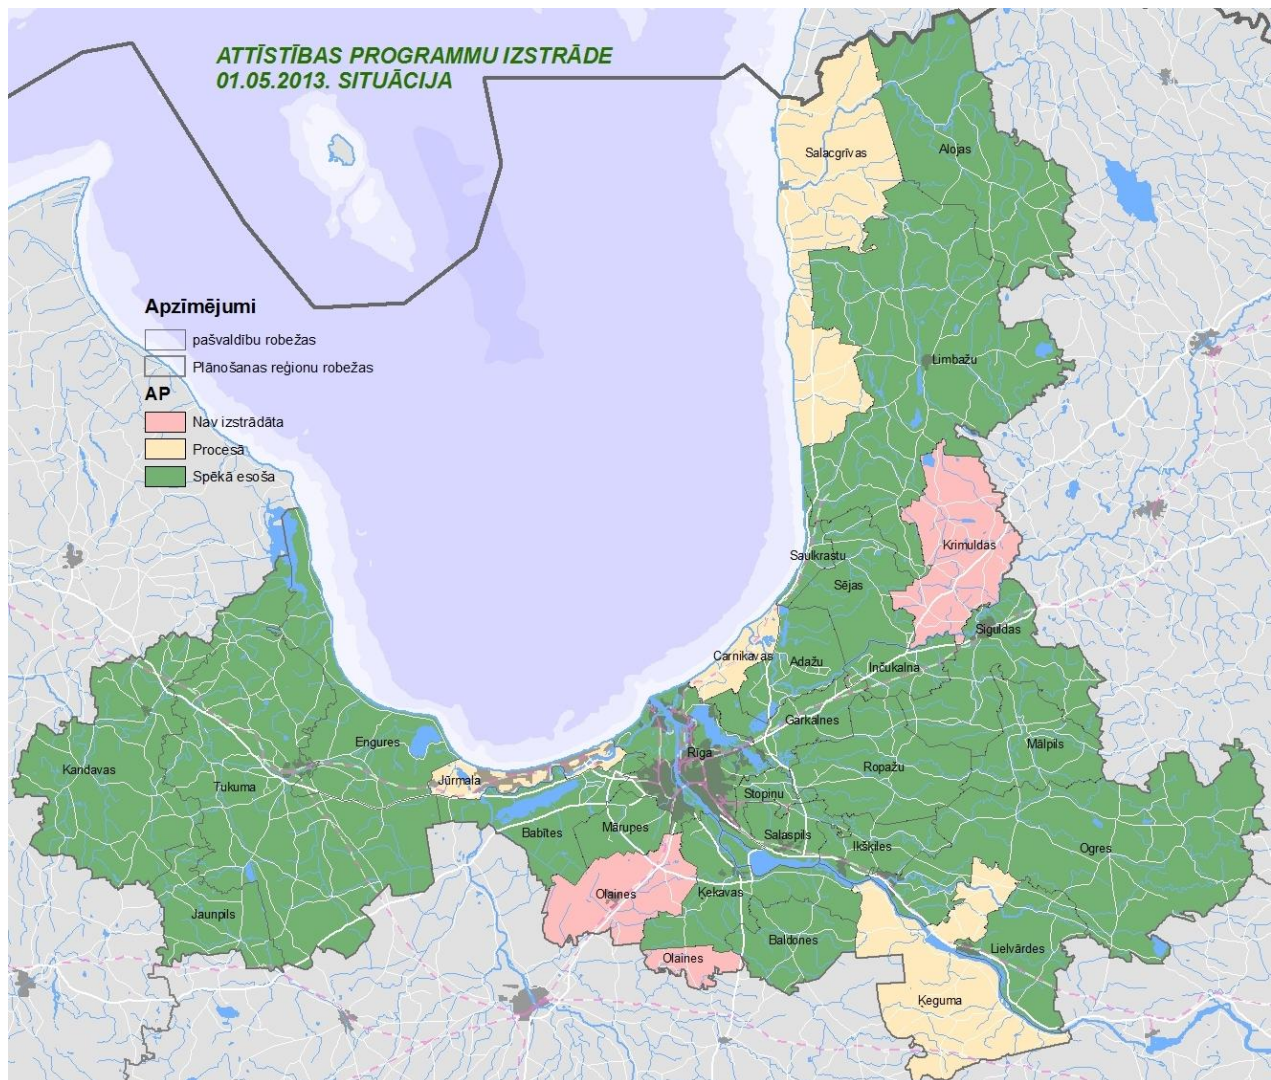 ATTĪSTĪBAS PROGRAMMU IZSTRĀDE
01.05.2013. SITUĀCIJA
Salacgrīvas
Alojas
Apzīmējumi
pašvaldību robežas
Plānošanas reģionu robežas
AP
Nav izstrādāta
Procesā
Spēkā esoša
Limbažu
Krimuldas
Saulkrastu
Sējas
Siguldas
Carnikavas
Adažu
Inčukalna
Garkalnes
Engures
Rīga
Mālpils
Kandavas
Jūrmala
Ropažu
Tukuma
Stopiņu
Babītes
Mārupes
Salaspils
Ikšķiles
Ogres
Olaines
Ķekavas
Jaunpils
Baldones
Lielvārdes
Olaines
Ķeguma